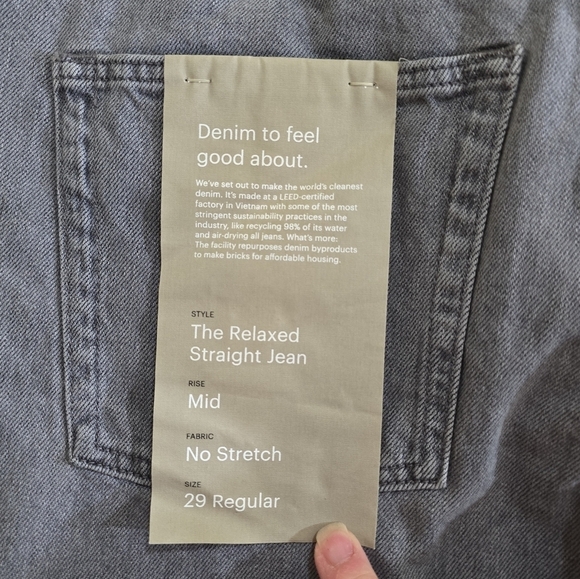 Denim to feel
good about.
We've set out to make the world's cleanest
denim. It's made at a LEED-certified
factory in Vietnam with some of the most
stringent sustainability practices in the
industry, like recycling 98% of its water
and air-drying all jeans. What's more:
The facility repurposes denim byproducts
to make bricks for affordable housing.
STYLE
The Relaxed
Straight Jean
RISE
Mid
FABRIC
No Stretch
SIZE
29 Regular